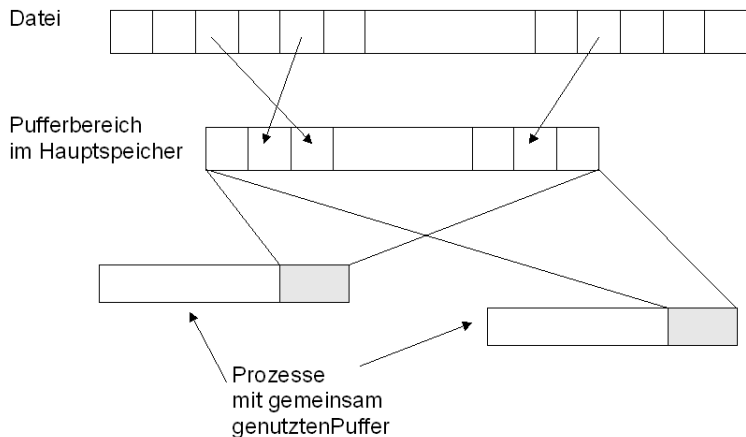 Datei
Pufferbereich
im Hauptspeicher
Prozesse
mit gemeinsam
genutztenPuffer